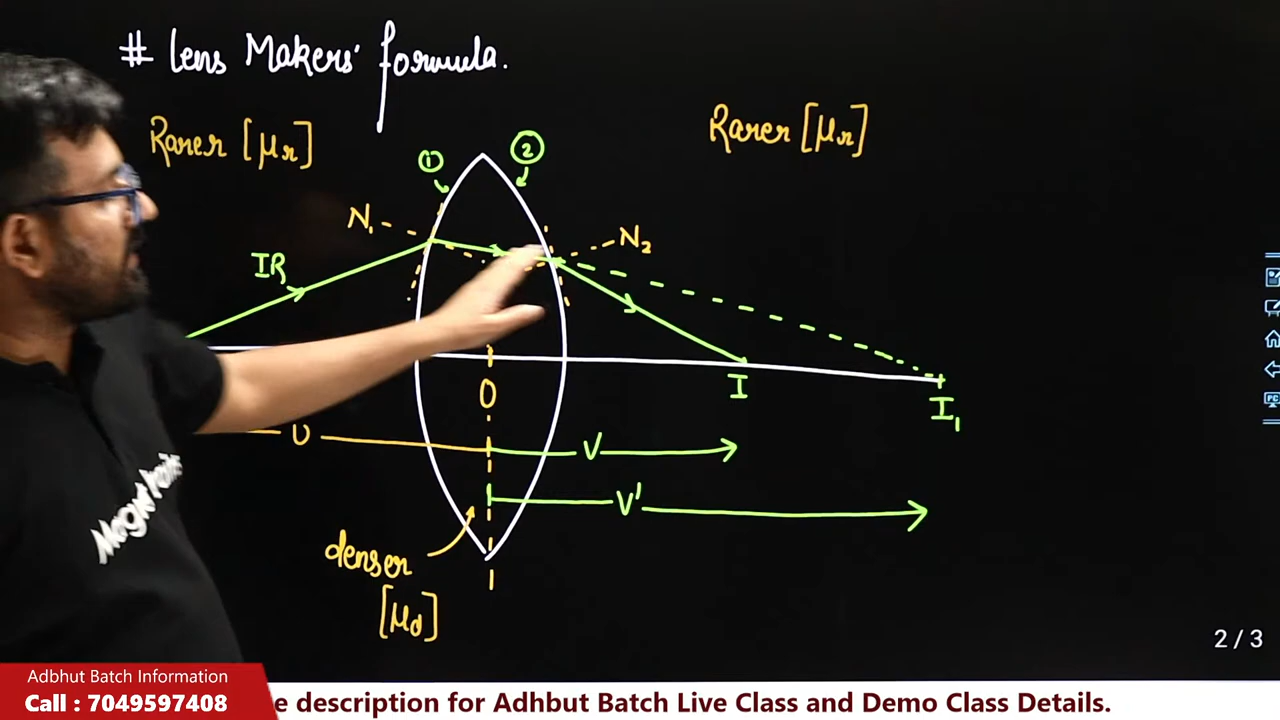 # Lens Makers' formula.
Rarer [μr]
Rarer [μr]
①
②
N₁
N₂
IR
O
I
I₁
U
V
V'
denser
[μd]
2 / 3
Adbhut Batch Information
Call : 7049597408
e description for Adhbut Batch Live Class and Demo Class Details.